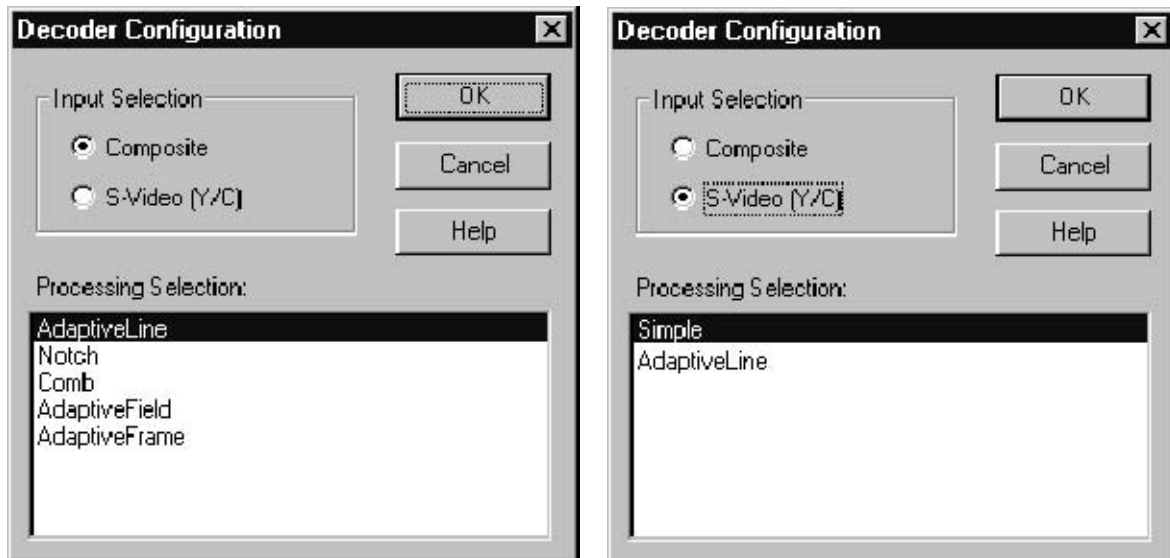 Decoder Configuration
Input Selection
Composite
S-Video (Y/C)
OK
Cancel
Help
Processing Selection:
AdaptiveLine
Notch
Comb
AdaptiveField
AdaptiveFrame
Decoder Configuration
Input Selection
Composite
S-Video (Y/C)
OK
Cancel
Help
Processing Selection:
Simple
AdaptiveLine